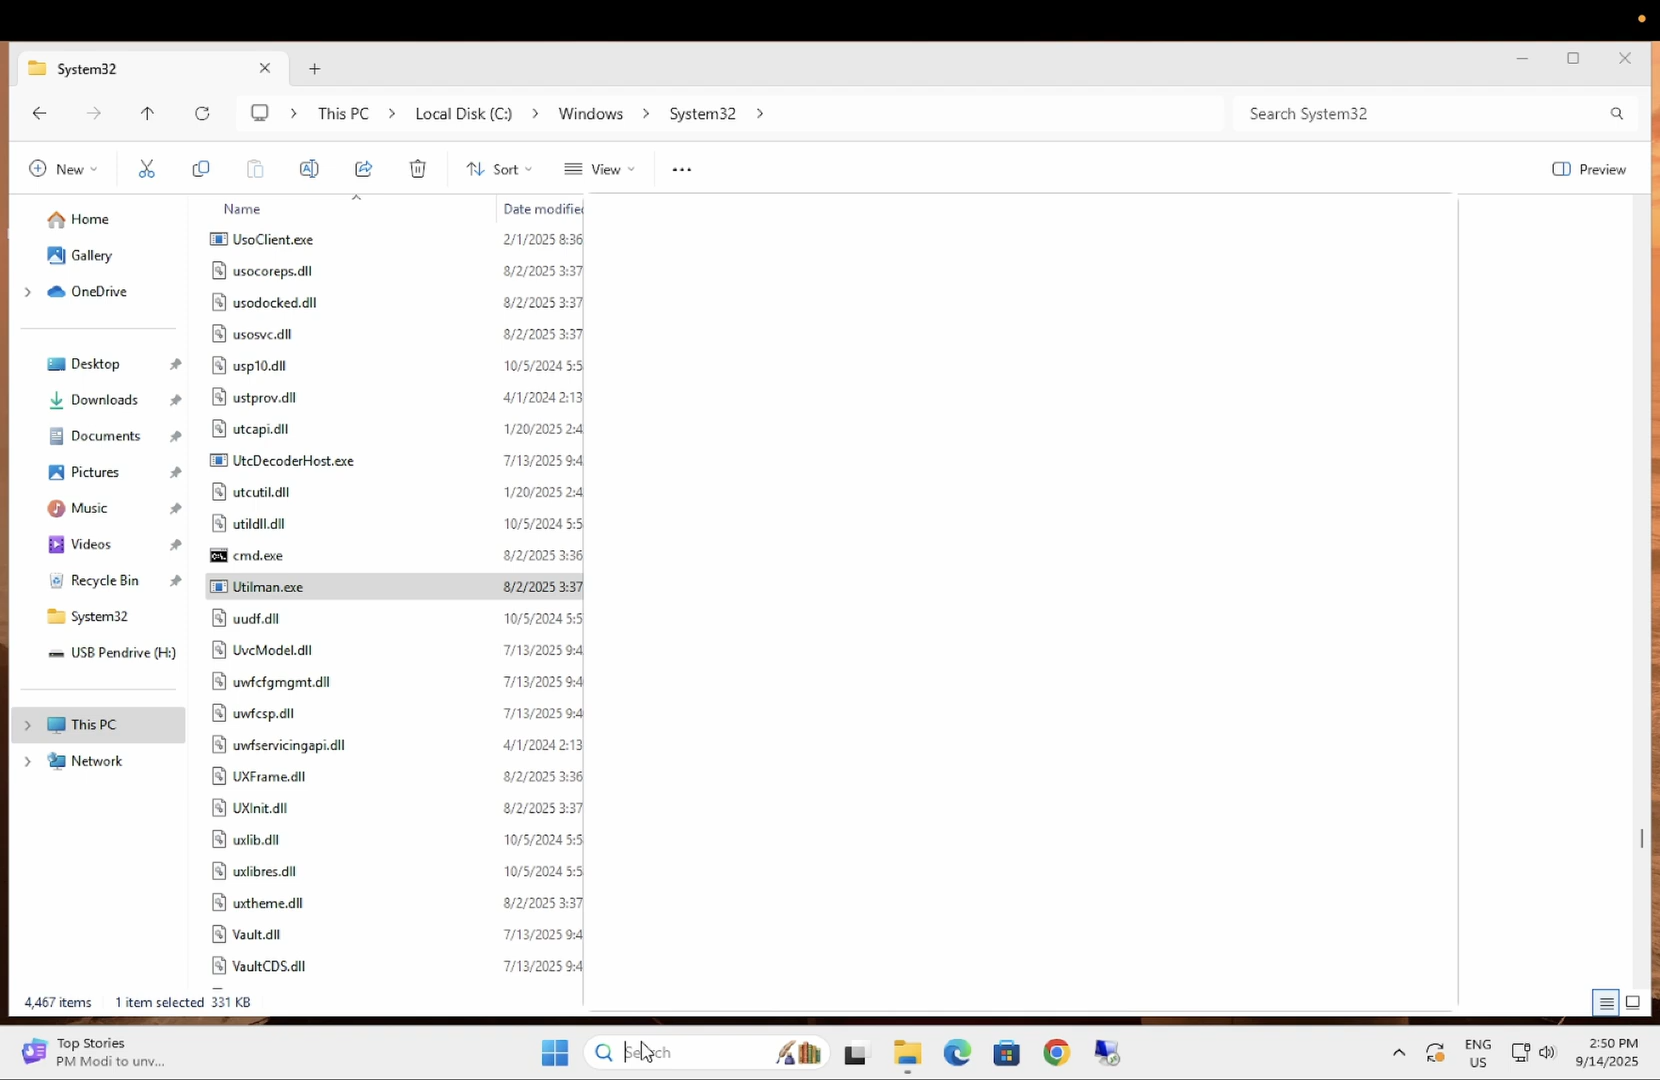 System32
This PC
Local Disk (C:)
Windows
System32
Search System32
New
Sort
View
Preview
Home
Gallery
OneDrive
Desktop
Downloads
Documents
Pictures
Music
Videos
Recycle Bin
System32
USB Pendrive (H:)
This PC
Network
Name Date modified
UsoClient.exe 2/1/2025 8:36
usocoreps.dll 8/2/2025 3:37
usodocked.dll 8/2/2025 3:37
usosvc.dll 8/2/2025 3:37
usp10.dll 10/5/2024 5:5
ustprov.dll 4/1/2024 2:13
utcapi.dll 1/20/2025 2:4
UtcDecoderHost.exe 7/13/2025 9:4
utcutil.dll 1/20/2025 2:4
utildll.dll 10/5/2024 5:5
cmd.exe 8/2/2025 3:36
Utilman.exe 8/2/2025 3:37
uudf.dll 10/5/2024 5:5
UvcModel.dll 7/13/2025 9:4
uwfcfgmgmt.dll 7/13/2025 9:4
uwfcsp.dll 7/13/2025 9:4
uwfservicingapi.dll 4/1/2024 2:13
UXFrame.dll 8/2/2025 3:36
UXInit.dll 8/2/2025 3:37
uxlib.dll 10/5/2024 5:5
uxlibres.dll 10/5/2024 5:5
uxtheme.dll 8/2/2025 3:37
Vault.dll 7/13/2025 9:4
VaultCDS.dll 7/13/2025 9:4
4,467 items 1 item selected 331 KB
Top Stories
PM Modi to unv...
Search
ENG
US
2:50 PM
9/14/2025